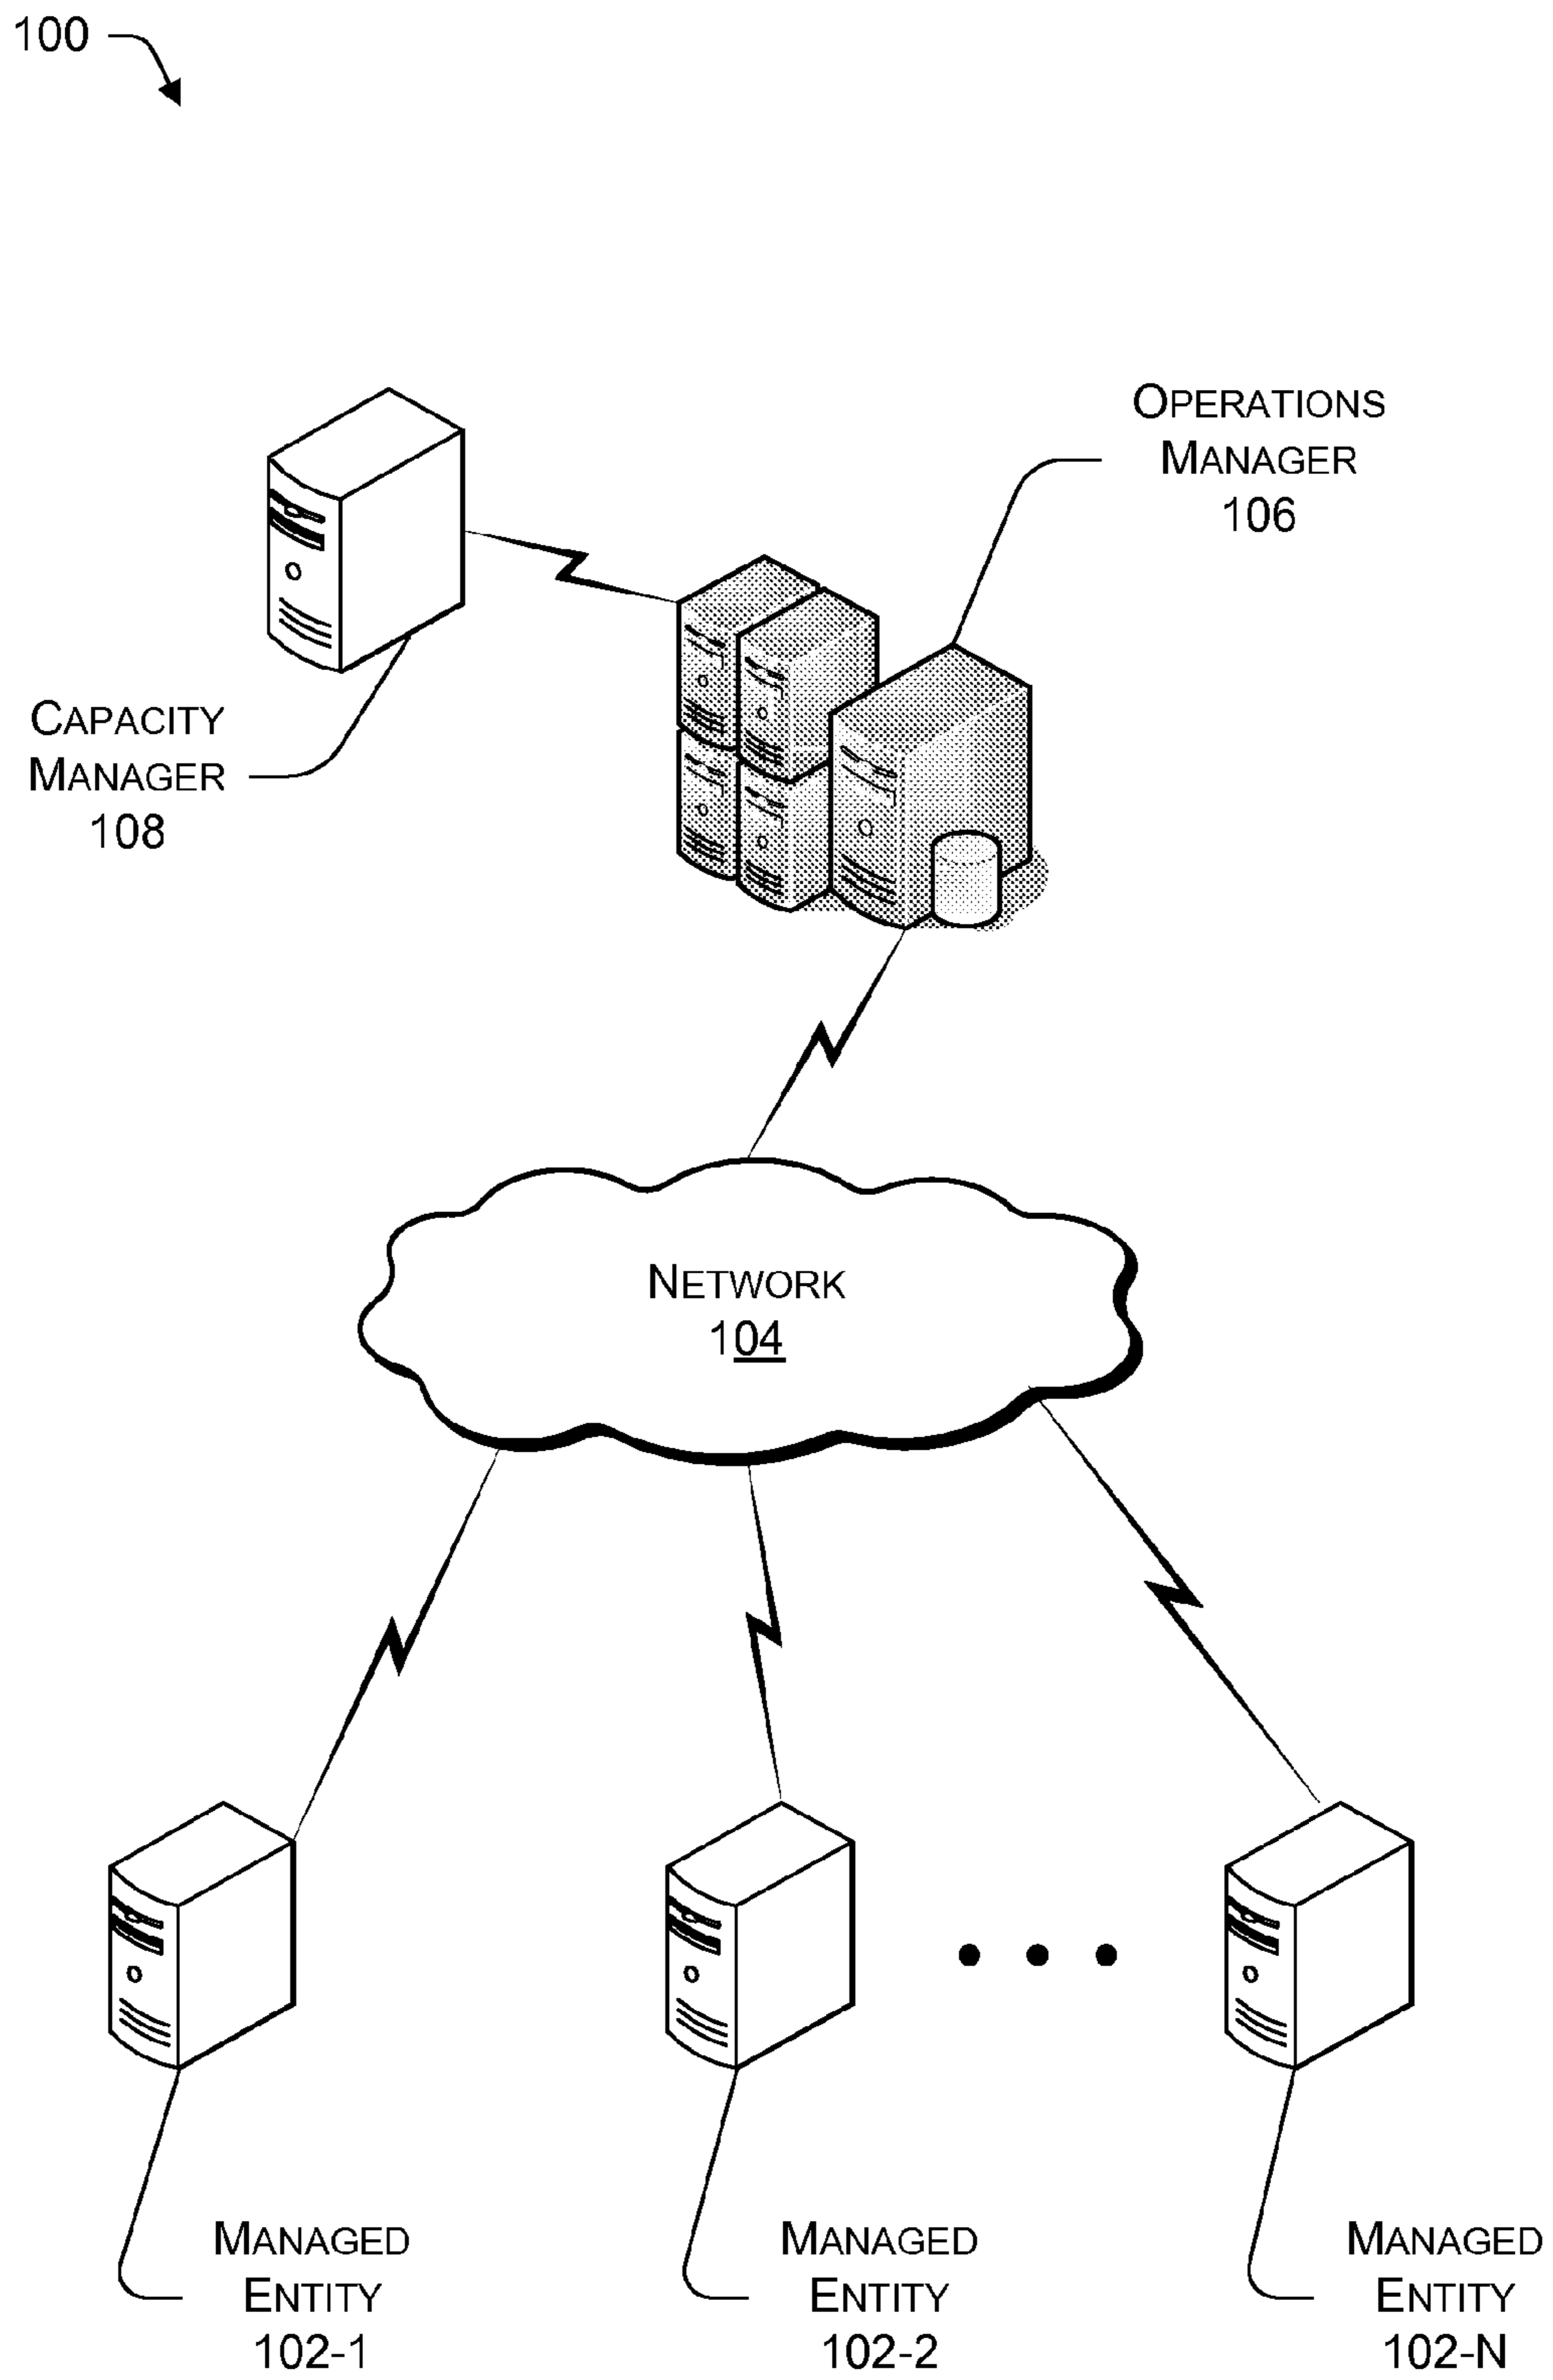 100
OPERATIONS
MANAGER
106
CAPACITY
MANAGER
108
NETWORK
104
MANAGED
ENTITY
102-1
MANAGED
ENTITY
102-2
MANAGED
ENTITY
102-N